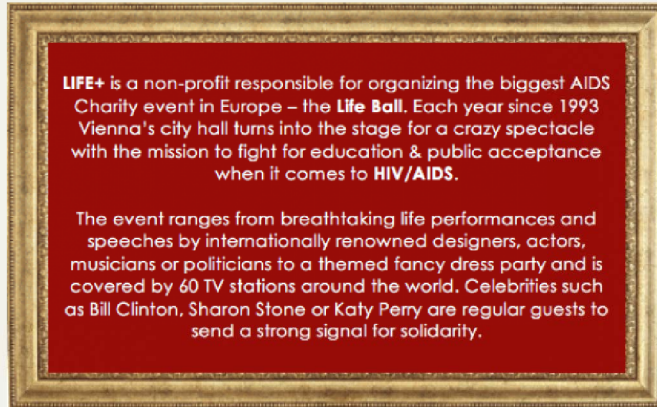 LIFE+ is a non-profit responsible for organizing the biggest AIDS
Charity event in Europe – the Life Ball. Each year since 1993
Vienna's city hall turns into the stage for a crazy spectacle
with the mission to fight for education & public acceptance
when it comes to HIV/AIDS.
The event ranges from breathtaking life performances and
speeches by internationally renowned designers, actors,
musicians or politicians to a themed fancy dress party and is
covered by 60 TV stations around the world. Celebrities such
as Bill Clinton, Sharon Stone or Katy Perry are regular guests to
send a strong signal for solidarity.